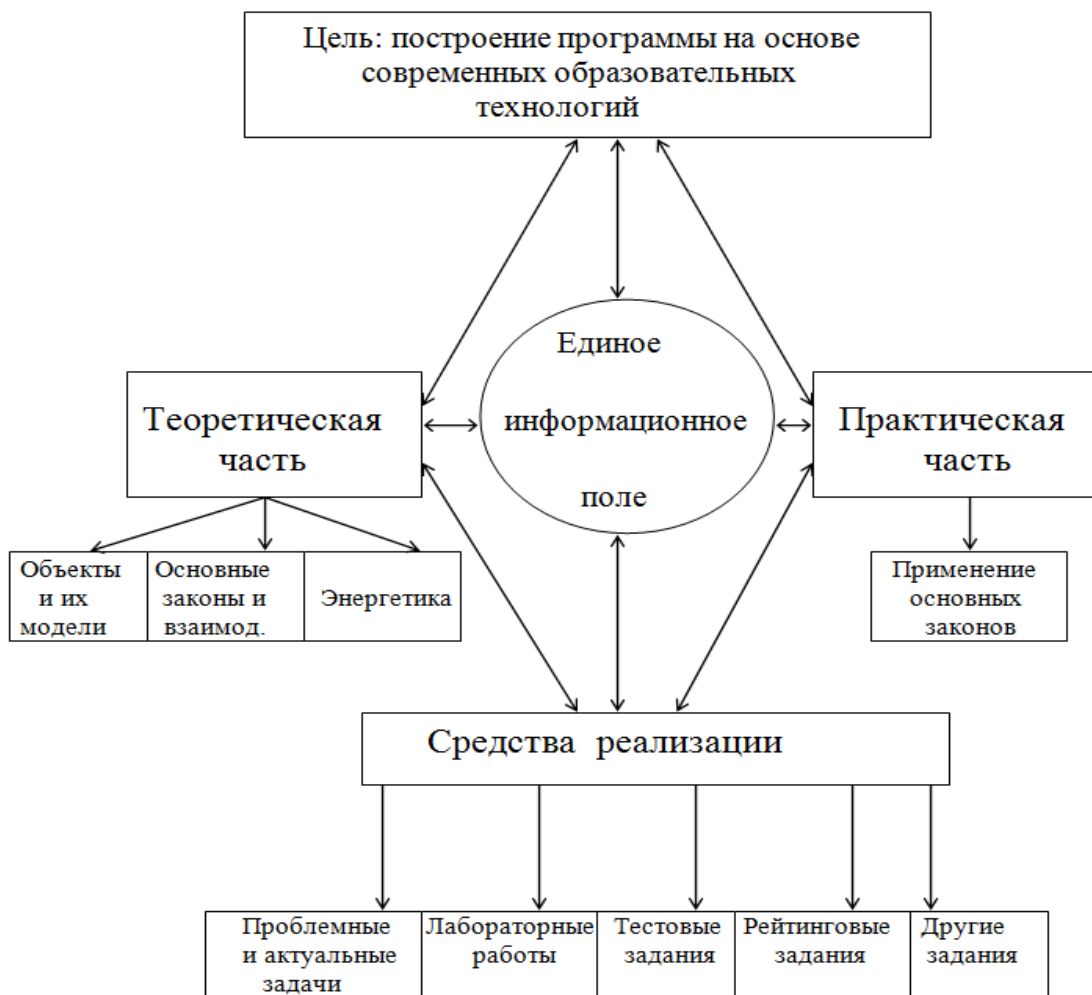 Цель: построение программы на основе
современных образовательных
технологий
Единое
информационное
поле
Теоретическая
часть
Практическая
часть
Объекты
и их
модели
Основные
законы и
взаимод.
Энергетика
Применение
основных
законов
Средства реализации
Проблемные
и актуальные
задачи
Лабораторные
работы
Тестовые
задания
Рейтинговые
задания
Другие
задания